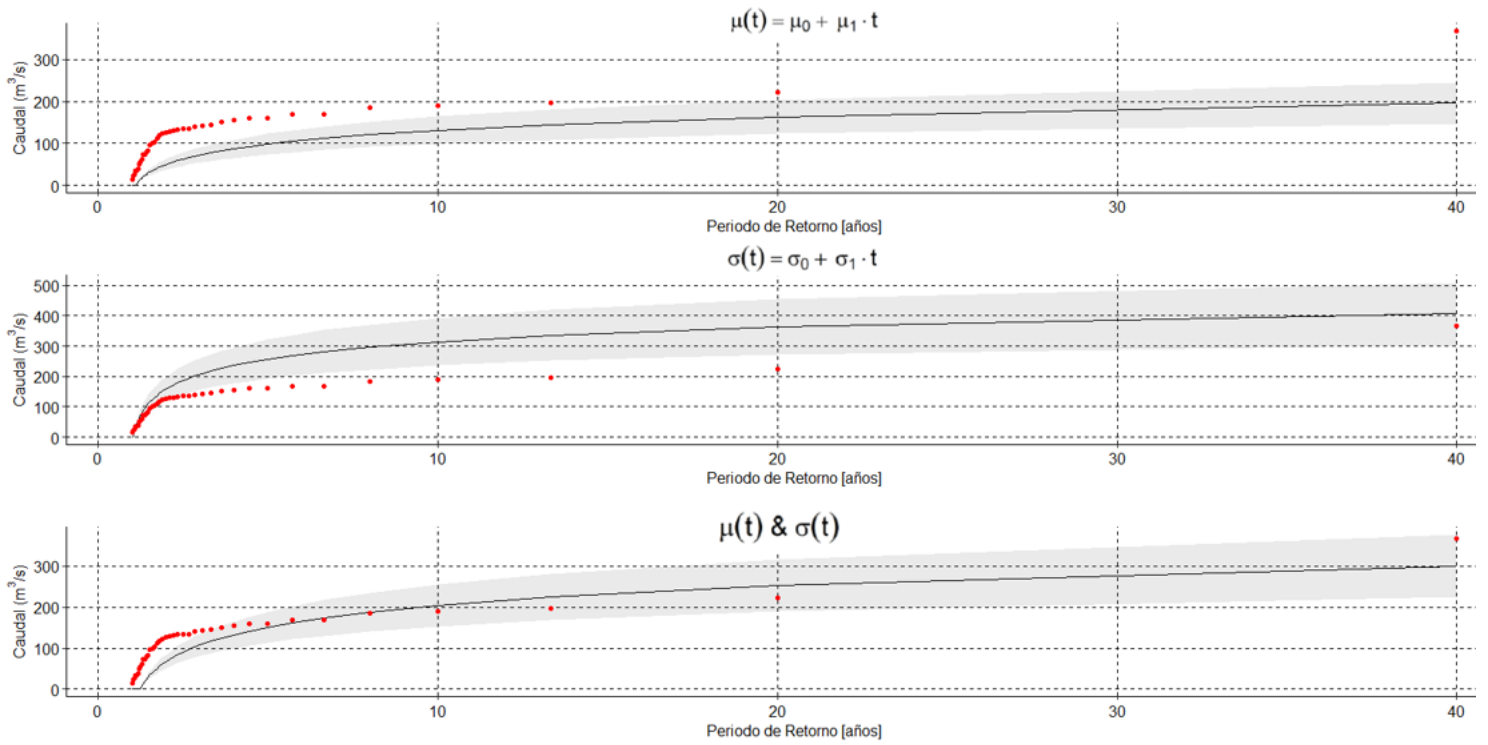 μ(t) = μ₀ + μ₁ · t
300
200
100
0
Caudal (m³/s)
0 10 20 30 40
Periodo de Retorno [años]
σ(t) = σ₀ + σ₁ · t
500
400
300
200
100
0
Caudal (m³/s)
0 10 20 30 40
Periodo de Retorno [años]
μ(t) & σ(t)
300
200
100
0
Caudal (m³/s)
0 10 20 30 40
Periodo de Retorno [años]